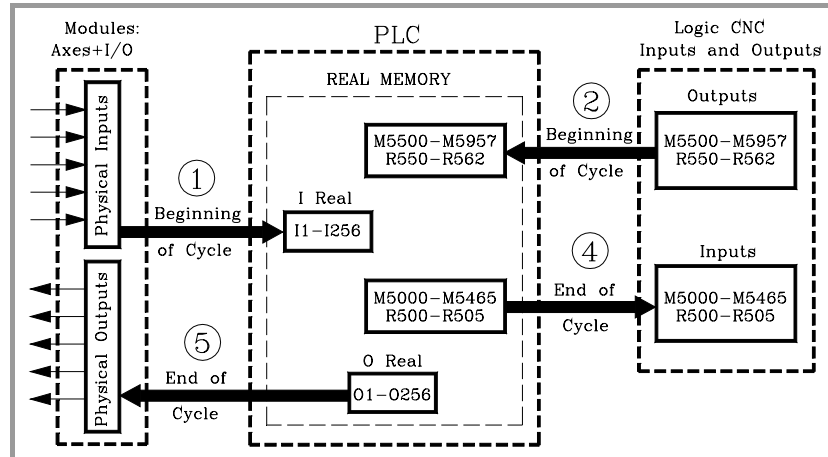 Modules:
Axes+I/O
PLC
Logic CNC
Inputs and Outputs
REAL MEMORY
Physical Inputs
①
Beginning
of Cycle
I Real
I1-I256
M5500-M5957
R550-R562
②
Beginning
of Cycle
Outputs
M5500-M5957
R550-R562
M5000-M5465
R500-R505
④
End of
Cycle
Inputs
M5000-M5465
R500-R505
Physical Outputs
⑤
End of
Cycle
O Real
O1-O256